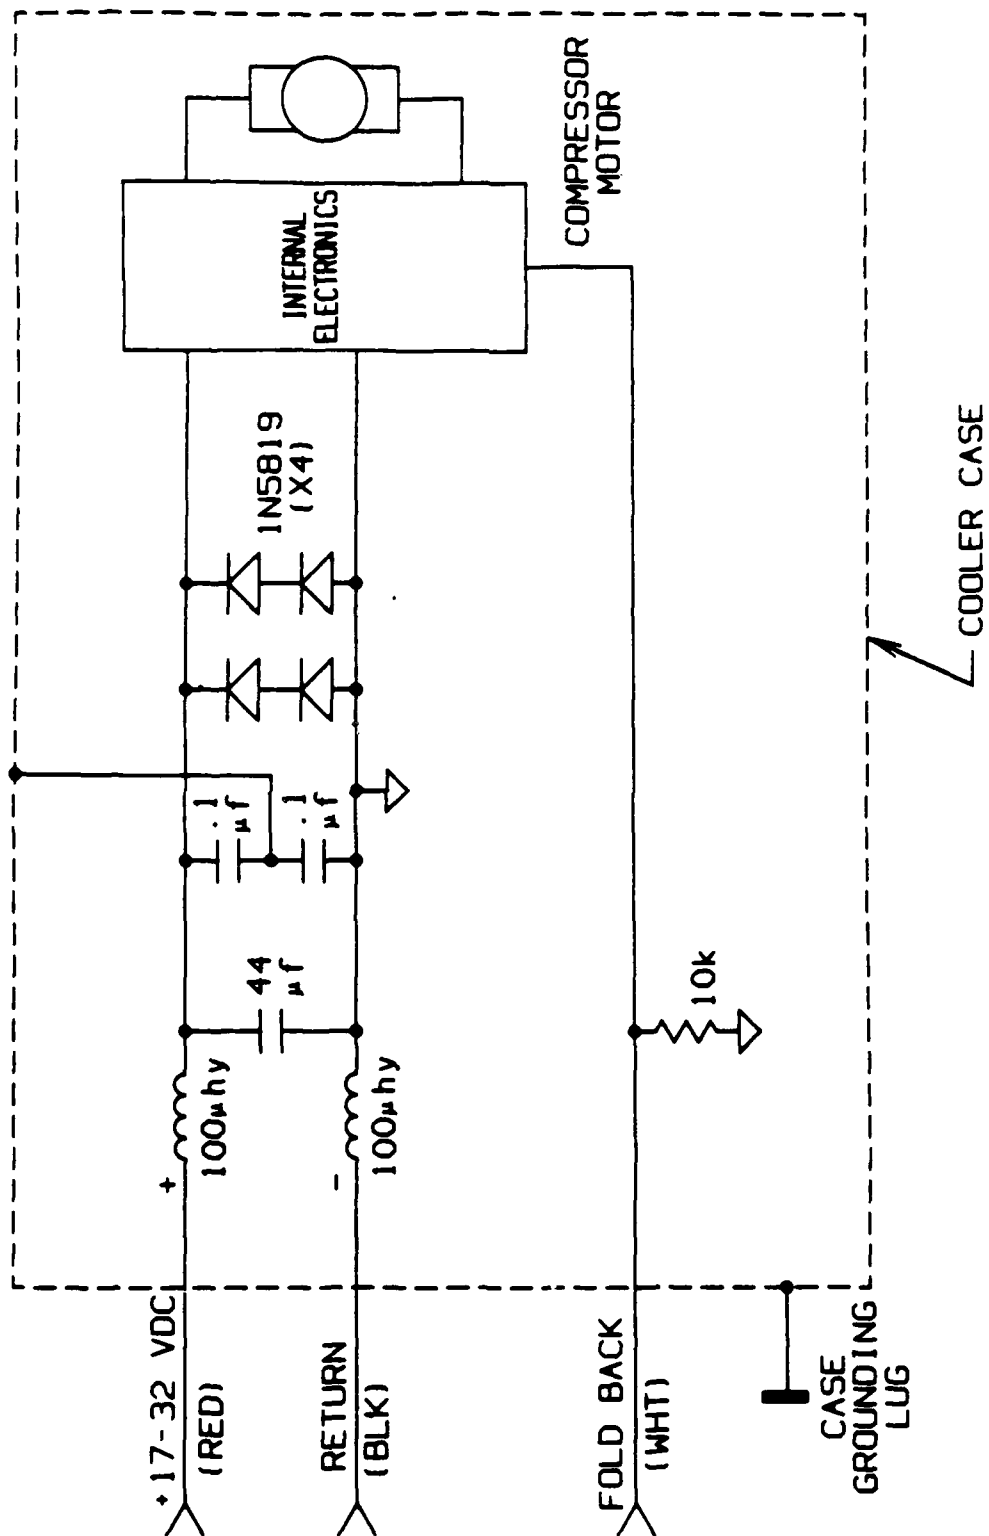 +17-32 VDC
(RED)
RETURN
(BLK)
FOLD BACK
(WHT)
CASE
GROUNDING
LUG
+
100μhy
-
100μhy
44
μf
.1
μf
.1
μf
10k
1N5819
(X4)
INTERNAL
ELECTRONICS
COMPRESSOR
MOTOR
COOLER CASE